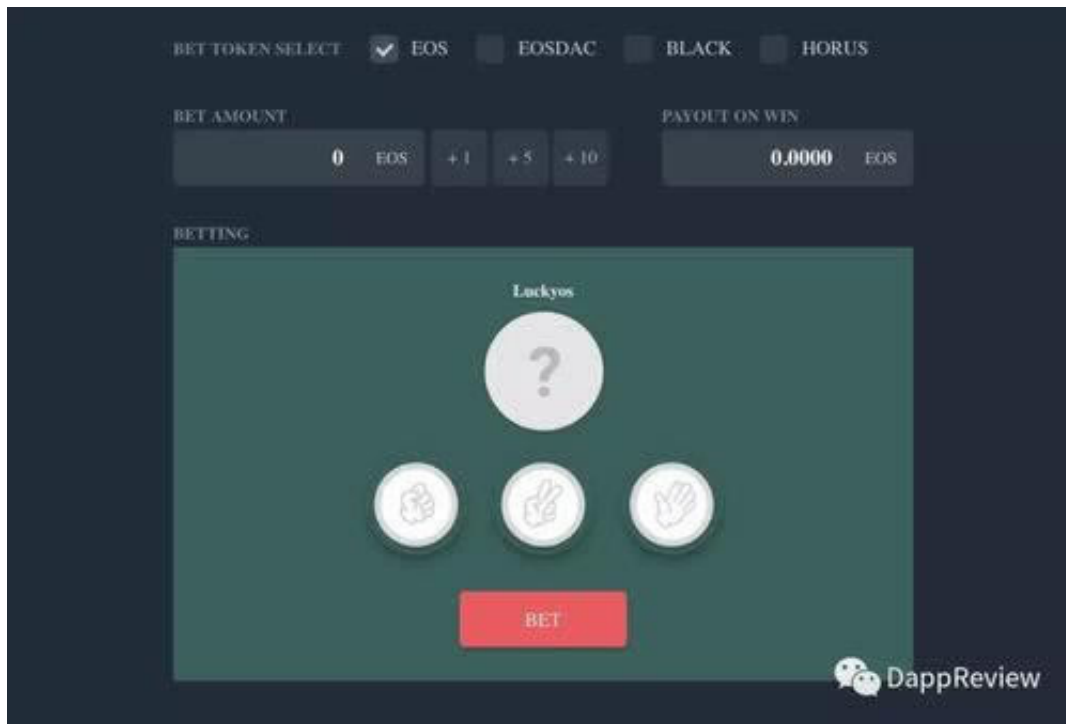 BET TOKEN SELECT EOS EOSDAC BLACK HORUS
BET AMOUNT PAYOUT ON WIN
0 EOS +1 +5 +10 0.0000 EOS
BETTING
Luckyos
?
BET
DappReview